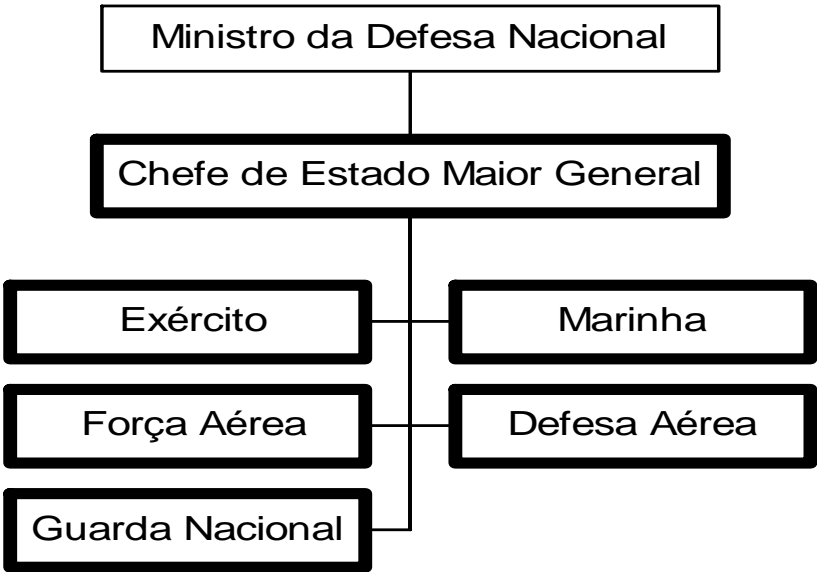 Ministro da Defesa Nacional
Chefe de Estado Maior General
Exército
Marinha
Força Aérea
Defesa Aérea
Guarda Nacional